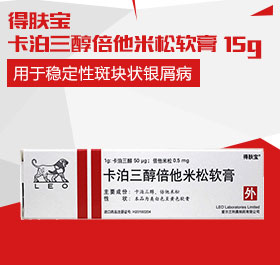 得肤宝
卡泊三醇倍他米松软膏 15g
用于稳定性斑块状银屑病
得肤宝®
1g: 卡泊三醇 50 μg; 倍他米松 0.5 mg
卡泊三醇倍他米松软膏
主要成份: 卡泊三醇、倍他米松
性 状: 本品为类白色至黄色软膏
外
LEO
LEO Laboratories Limited